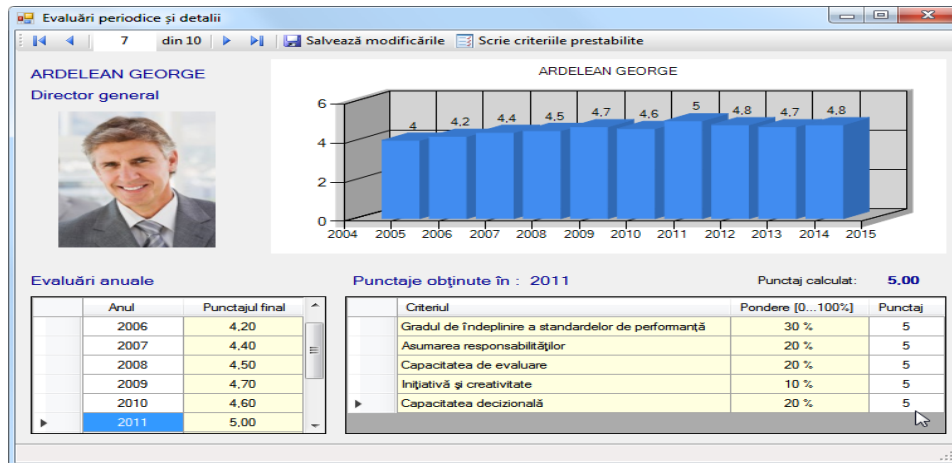 Evaluări periodice și detalii
7 din 10 Salvează modificările Scrie criteriile prestabilite
ARDELEAN GEORGE
Director general
ARDELEAN GEORGE
6
4
2
0
4 4,2 4,4 4,5 4,7 4,6 5 4,8 4,7 4,8
2004 2005 2006 2007 2008 2009 2010 2011 2012 2013 2014 2015
Evaluări anuale
Anul Punctajul final
2006 4,20
2007 4,40
2008 4,50
2009 4,70
2010 4,60
2011 5,00
Punctaje obținute în : 2011 Punctaj calculat: 5,00
Criteriul Pondere [0...100%] Punctaj
Gradul de îndeplinire a standardelor de performanță 30 % 5
Asumarea responsabilităților 20 % 5
Capacitatea de evaluare 20 % 5
Inițiativă și creativitate 10 % 5
Capacitatea decizională 20 % 5